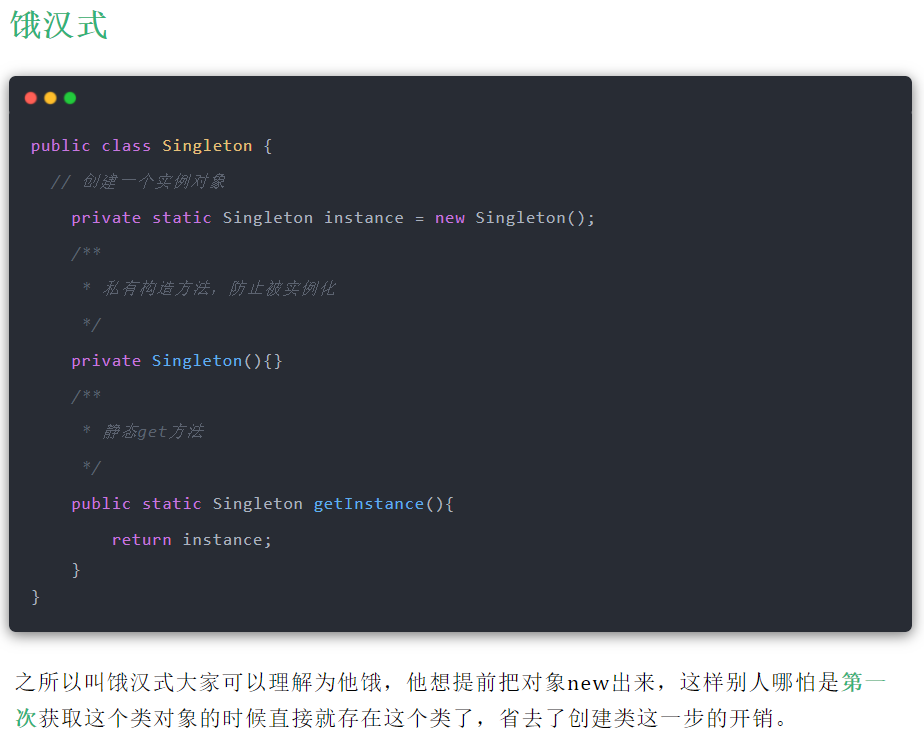 饿汉式
public class Singleton {
// 创建一个实例对象
private static Singleton instance = new Singleton();
/**
* 私有构造方法，防止被实例化
*/
private Singleton(){}
/**
* 静态get方法
*/
public static Singleton getInstance(){
return instance;
}
}
之所以叫饿汉式大家可以理解为他饿，他想提前把对象new出来，这样别人哪怕是第一
次获取这个类对象的时候直接就存在这个类了，省去了创建类这一步的开销。